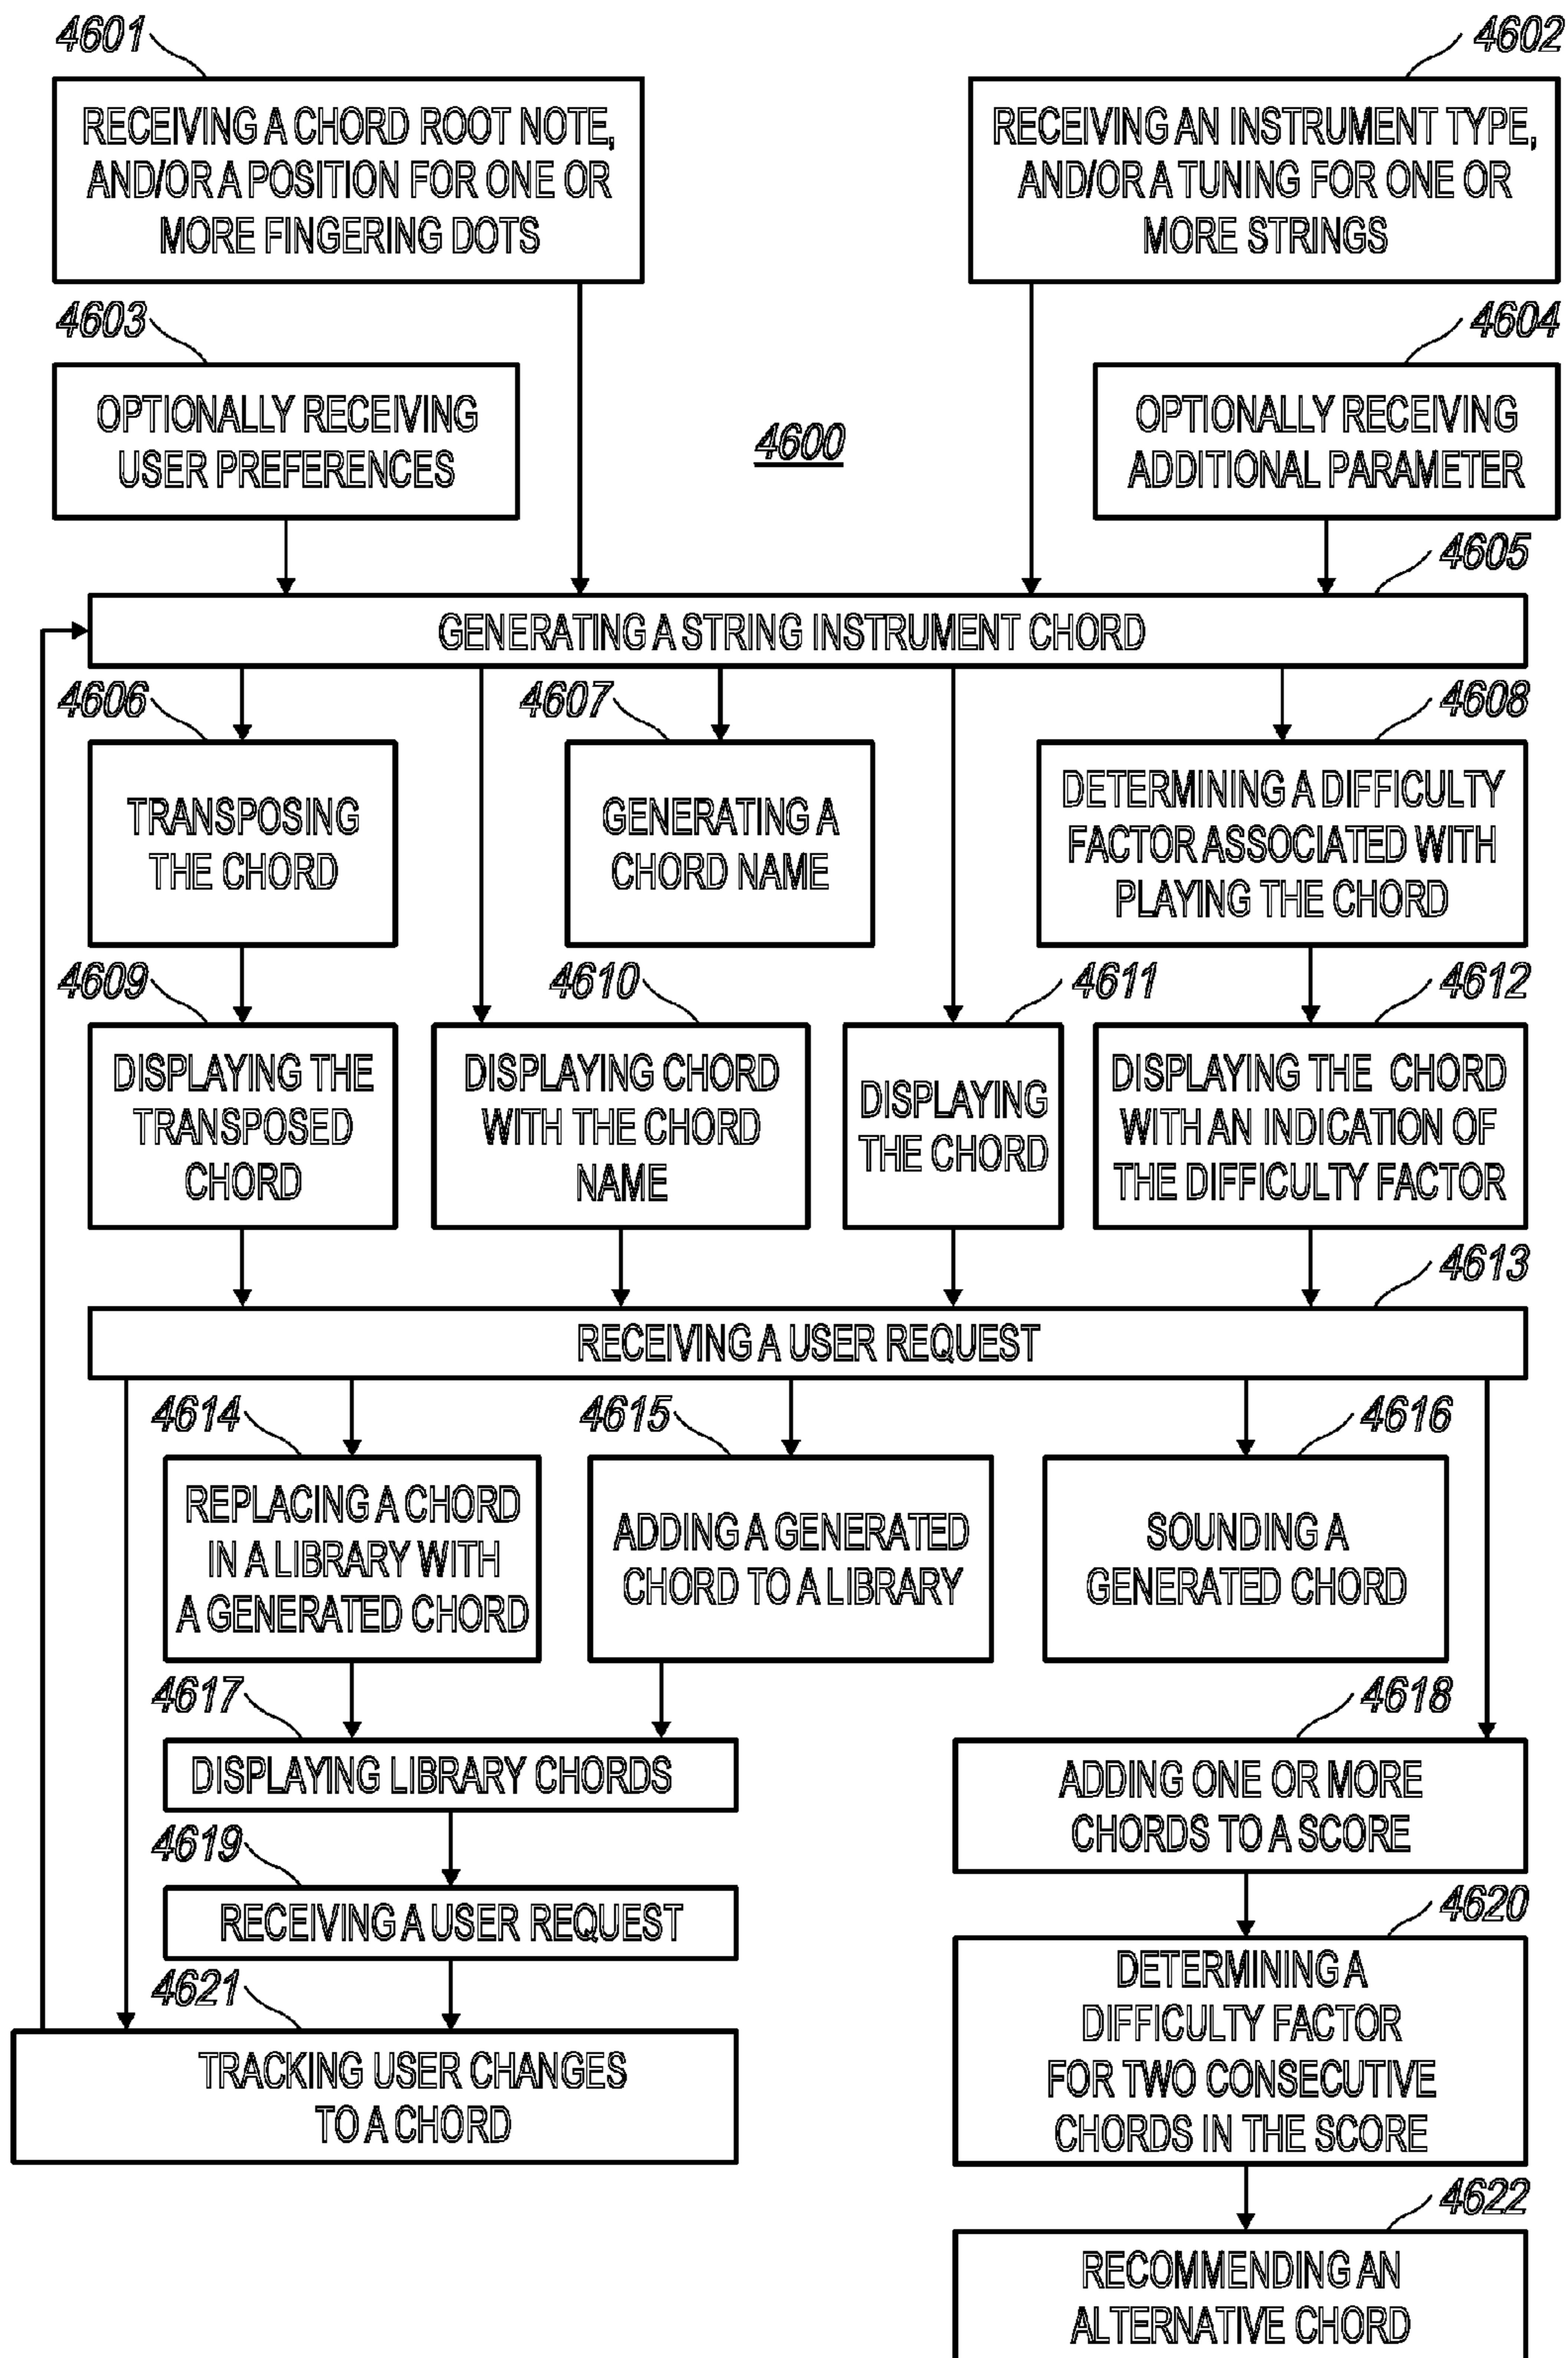 4601
4602
RECEIVING A CHORD ROOT NOTE,
AND/OR A POSITION FOR ONE OR
MORE FINGERING DOTS
RECEIVING AN INSTRUMENT TYPE,
AND/OR A TUNING FOR ONE OR
MORE STRINGS
4603
4604
OPTIONALLY RECEIVING
USER PREFERENCES
4600
OPTIONALLY RECEIVING
ADDITIONAL PARAMETER
4605
GENERATING A STRING INSTRUMENT CHORD
4606
4607
4608
TRANSPOSING
THE CHORD
GENERATING A
CHORD NAME
DETERMINING A DIFFICULTY
FACTOR ASSOCIATED WITH
PLAYING THE CHORD
4609
4610
4611
4612
DISPLAYING THE
TRANSPOSED
CHORD
DISPLAYING CHORD
WITH THE CHORD
NAME
DISPLAYING
THE CHORD
DISPLAYING THE CHORD
WITH AN INDICATION OF
THE DIFFICULTY FACTOR
4613
RECEIVING A USER REQUEST
4614
4615
4616
REPLACING A CHORD
IN A LIBRARY WITH
A GENERATED CHORD
ADDING A GENERATED
CHORD TO A LIBRARY
SOUNDING A
GENERATED CHORD
4617
4618
DISPLAYING LIBRARY CHORDS
ADDING ONE OR MORE
CHORDS TO A SCORE
4619
4620
RECEIVING A USER REQUEST
DETERMINING A
DIFFICULTY FACTOR
FOR TWO CONSECUTIVE
CHORDS IN THE SCORE
4621
TRACKING USER CHANGES
TO A CHORD
4622
RECOMMENDING AN
ALTERNATIVE CHORD